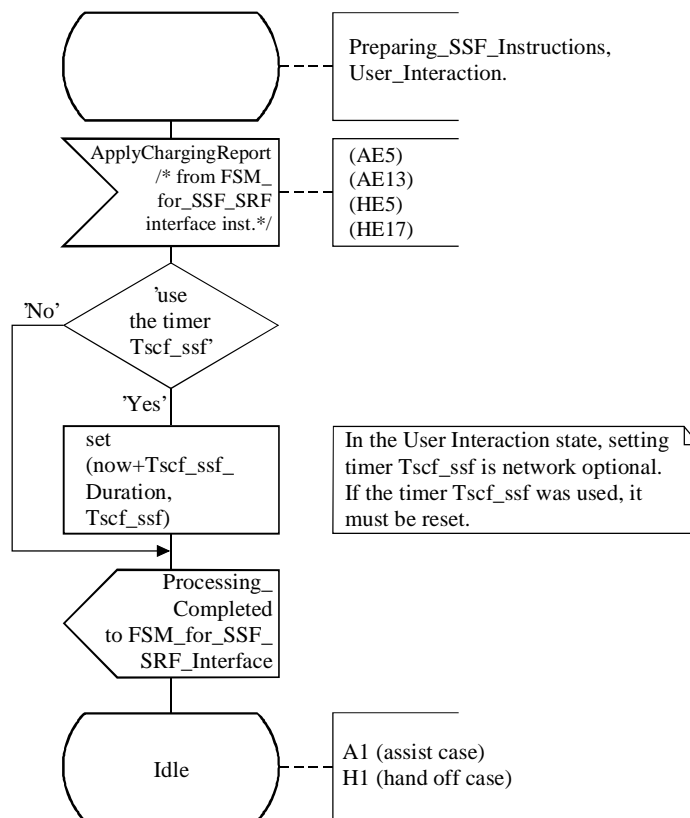 Preparing_SSF_Instructions,
User_Interaction.
ApplyChargingReport
/* from FSM_
for_SSF_SRF
interface inst.*/
(AE5)
(AE13)
(HE5)
(HE17)
'use
the timer
Tscf_ssf'
'No'
'Yes'
set
(now+Tscf_ssf_
Duration,
Tscf_ssf)
In the User Interaction state, setting
timer Tscf_ssf is network optional.
If the timer Tscf_ssf was used, it
must be reset.
Processing_
Completed
to FSM_for_SSF_
SRF_Interface
Idle
A1 (assist case)
H1 (hand off case)